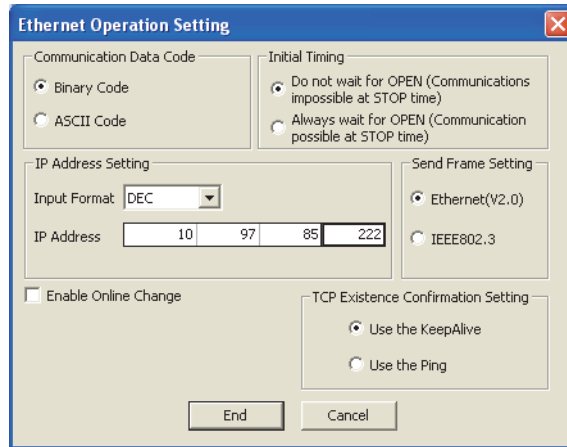 Ethernet Operation Setting
Communication Data Code
Binary Code
ASCII Code
Initial Timing
Do not wait for OPEN (Communications
impossible at STOP time)
Always wait for OPEN (Communication
possible at STOP time)
IP Address Setting
Input Format DEC
IP Address 10 97 85 222
Send Frame Setting
Ethernet(V2.0)
IEEE802.3
Enable Online Change
TCP Existence Confirmation Setting
Use the KeepAlive
Use the Ping
End Cancel